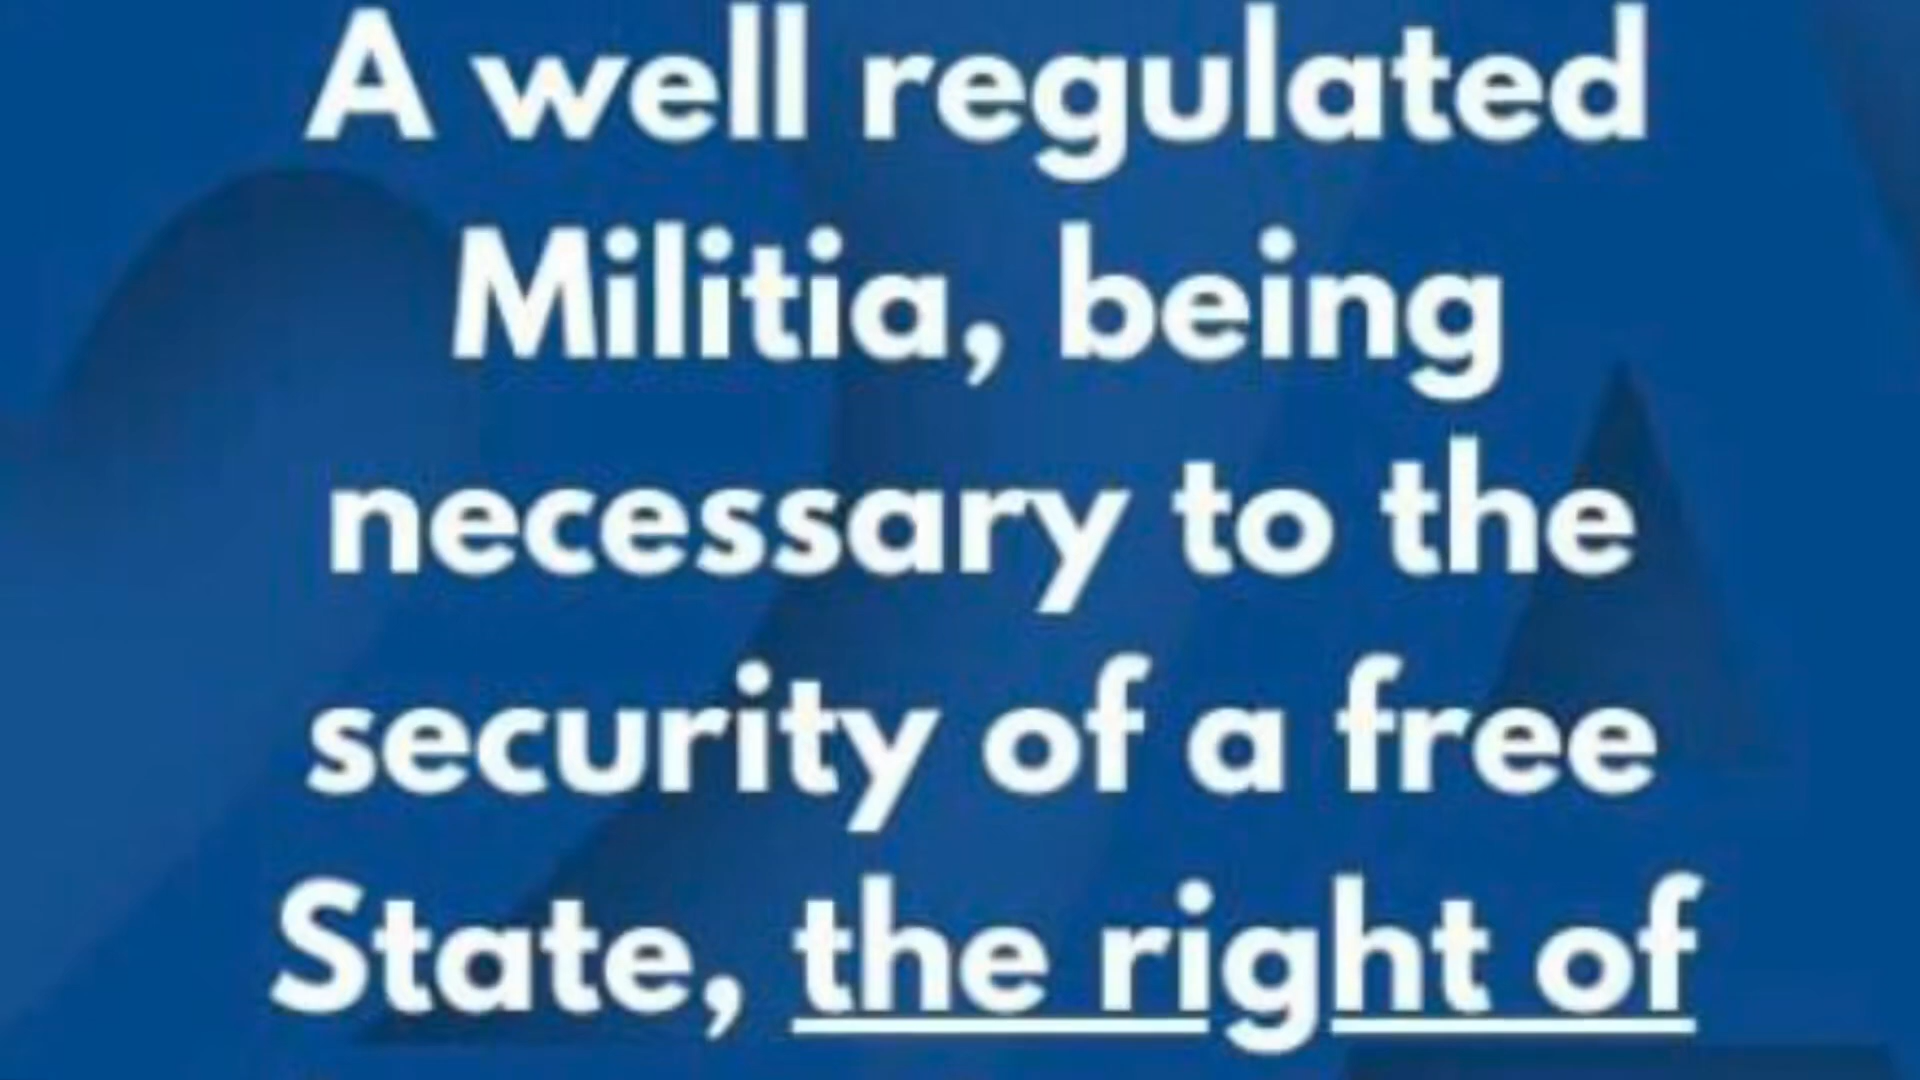 A well regulated
Militia, being
necessary to the
security of a free
State, the right of